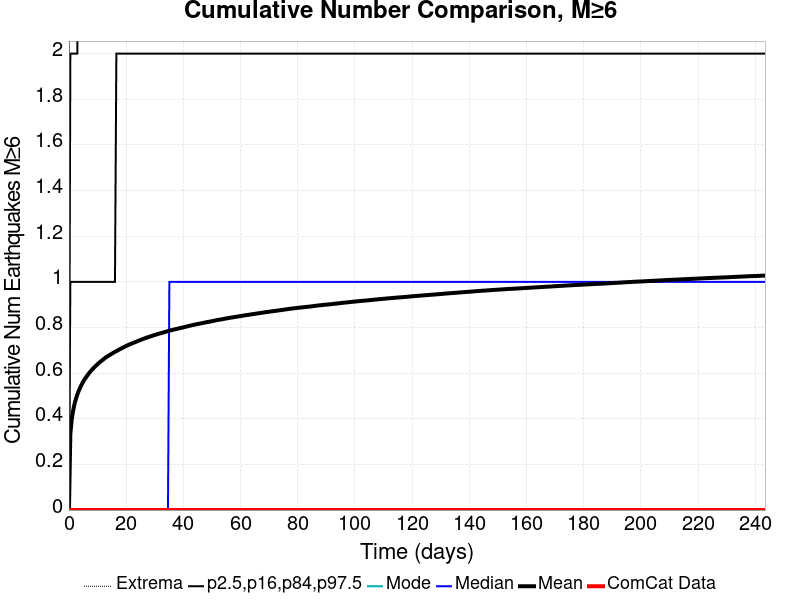 Cumulative Number Comparison, M≥6
Cumulative Num Earthquakes M≥6
2
1.8
1.6
1.4
1.2
1
0.8
0.6
0.4
0.2
0
0 20 40 60 80 100 120 140 160 180 200 220 240
Time (days)
Extrema p2.5,p16,p84,p97.5 Mode Median Mean ComCat Data